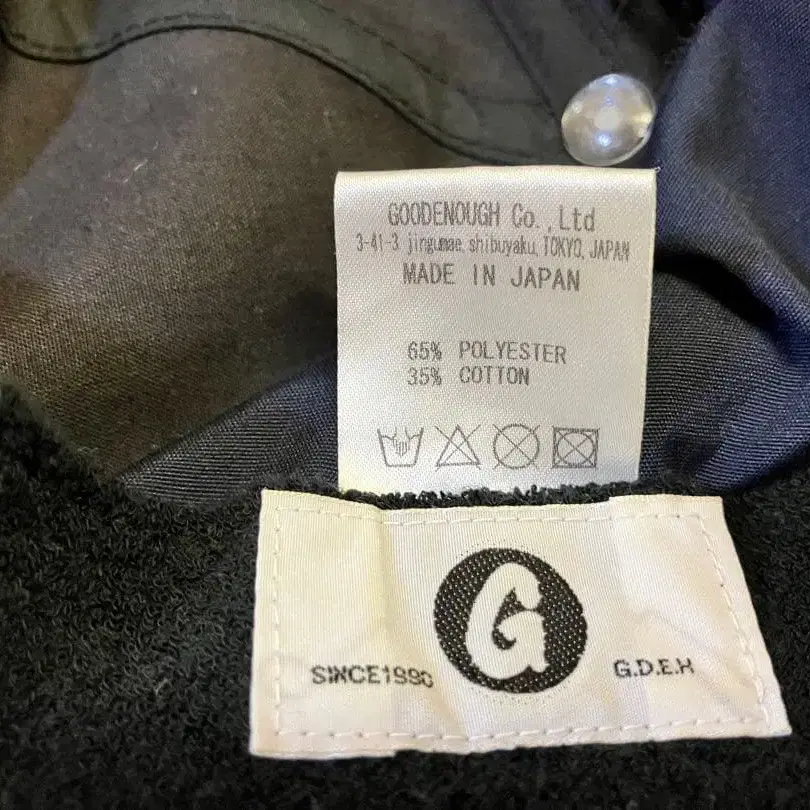 GOODENOUGH Co.,Ltd
3-41-3 jingumae, shibuyaku, TOKYO, JAPAN
MADE IN JAPAN
65% POLYESTER
35% COTTON
G
SINCE1990
G.D.E.H